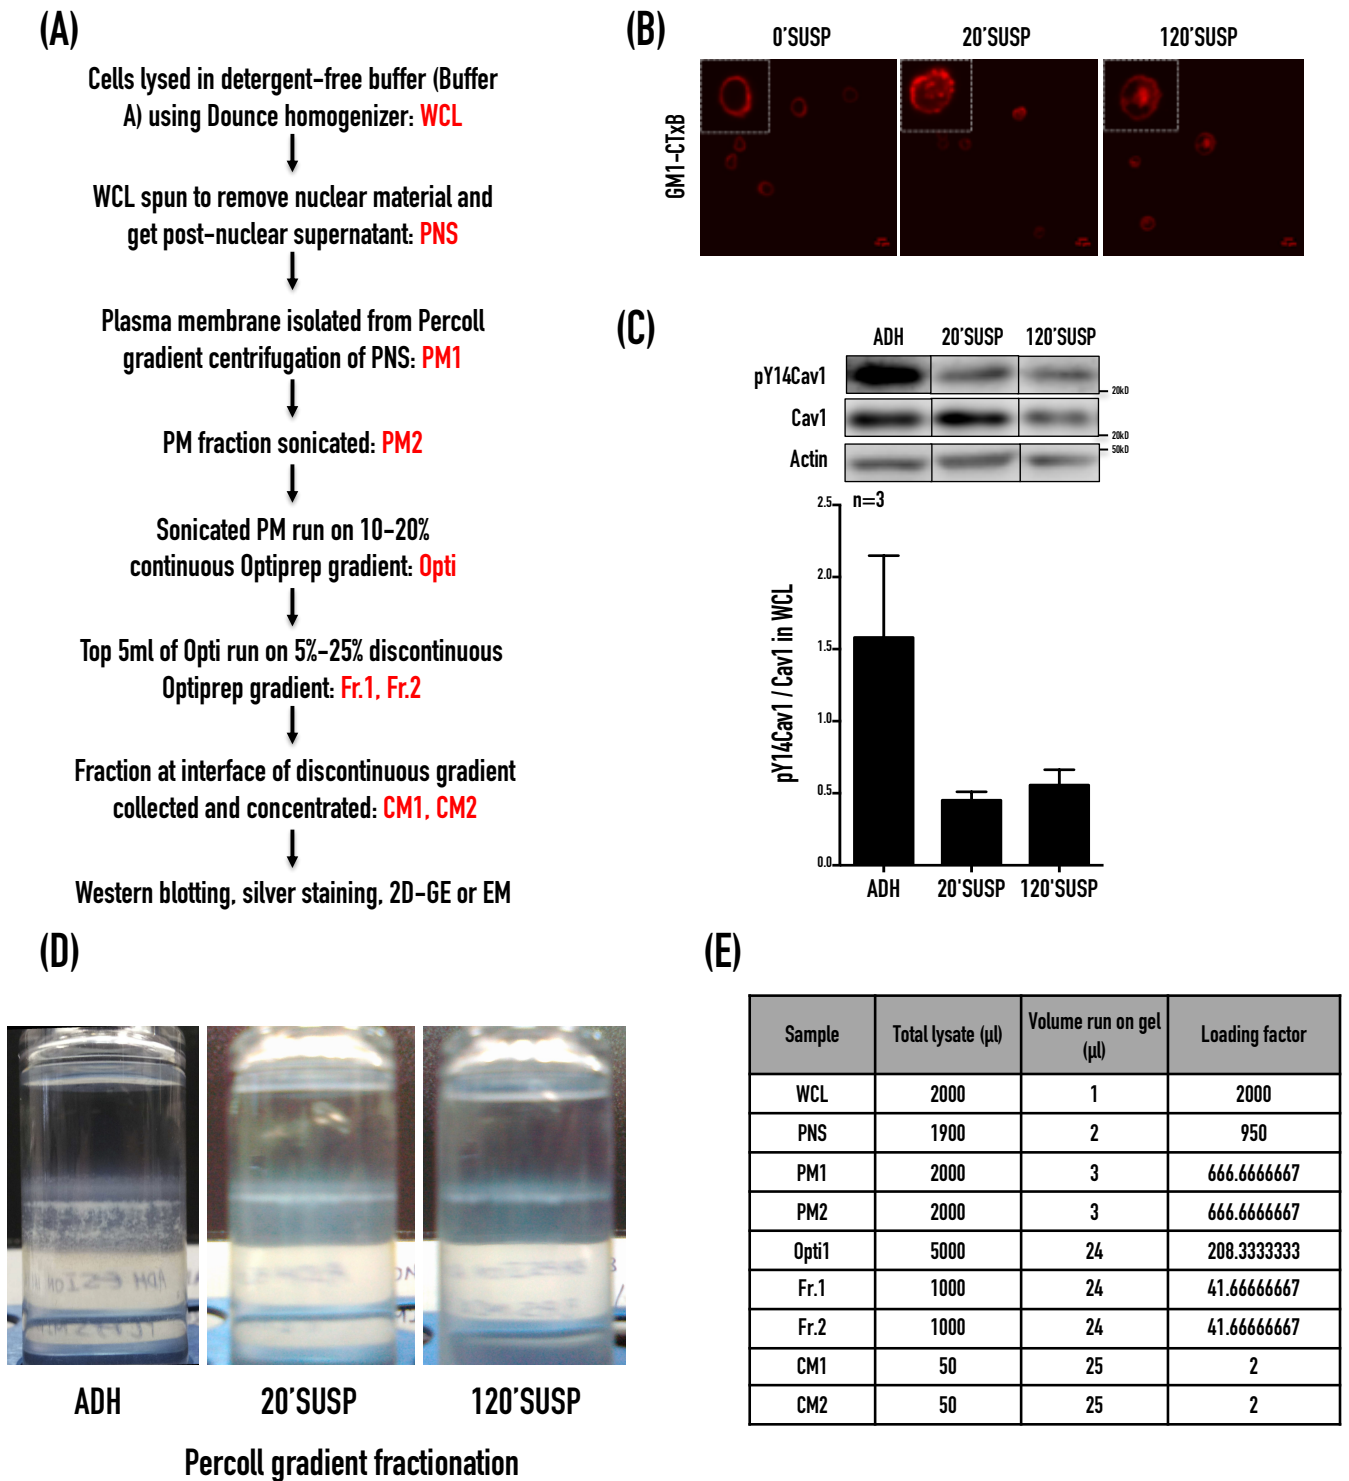 (A)
Cells lysed in detergent-free buffer (Buffer
A) using Dounce homogenizer: WCL
WCL spun to remove nuclear material and
get post-nuclear supernatant: PNS
Plasma membrane isolated from Percoll
gradient centrifugation of PNS: PM1
PM fraction sonicated: PM2
Sonicated PM run on 10-20%
continuous Optiprep gradient: Opti
Top 5ml of Opti run on 5%-25% discontinuous
Optiprep gradient: Fr.1, Fr.2
Fraction at interface of discontinuous gradient
collected and concentrated: CM1, CM2
Western blotting, silver staining, 2D-GE or EM
(B)
0'SUSP 20'SUSP 120'SUSP
GM1-CTxB
(C)
ADH 20'SUSP 120'SUSP
pY14Cav1
20kD
Cav1
20kD
50kD
Actin
n=3
pY14Cav1 / Cav1 in WCL
2.5
2.0
1.5
1.0
0.5
0.0
ADH 20'SUSP 120'SUSP
(D)
ADH 20'SUSP 120'SUSP
Percoll gradient fractionation
(E)
Sample Total lysate (µl) Volume run on gel (µl) Loading factor
WCL 2000 1 2000
PNS 1900 2 950
PM1 2000 3 666.6666667
PM2 2000 3 666.6666667
Opti1 5000 24 208.3333333
Fr.1 1000 24 41.66666667
Fr.2 1000 24 41.66666667
CM1 50 25 2
CM2 50 25 2